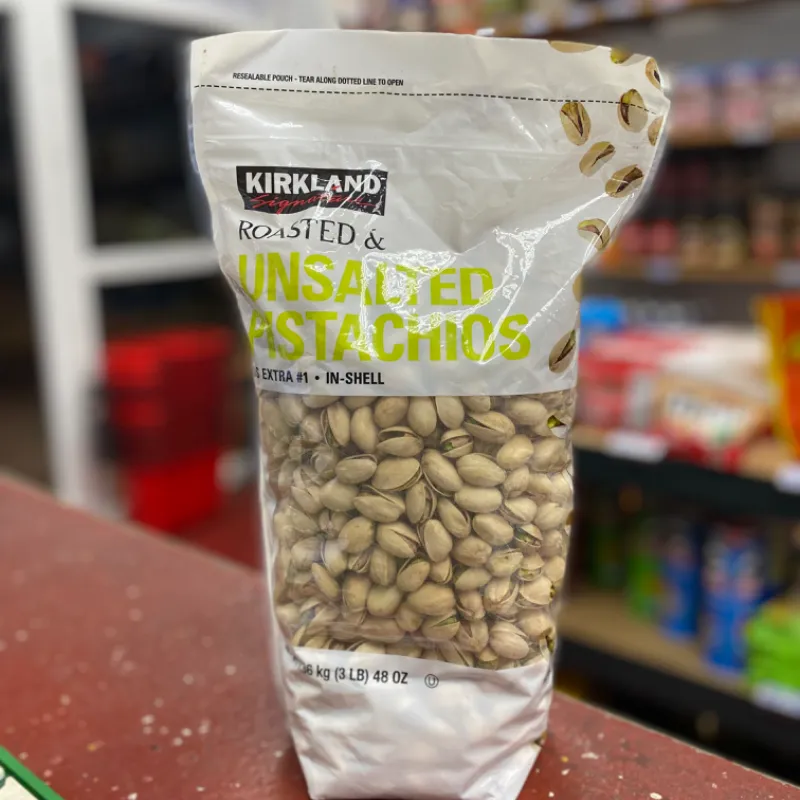 RESEALABLE POUCH - TEAR ALONG DOTTED LINE TO OPEN
KIRKLAND
Signature
ROASTED &
UNSALTED
PISTACHIOS
EXTRA #1 • IN-SHELL
kg (3 LB) 48 OZ
U